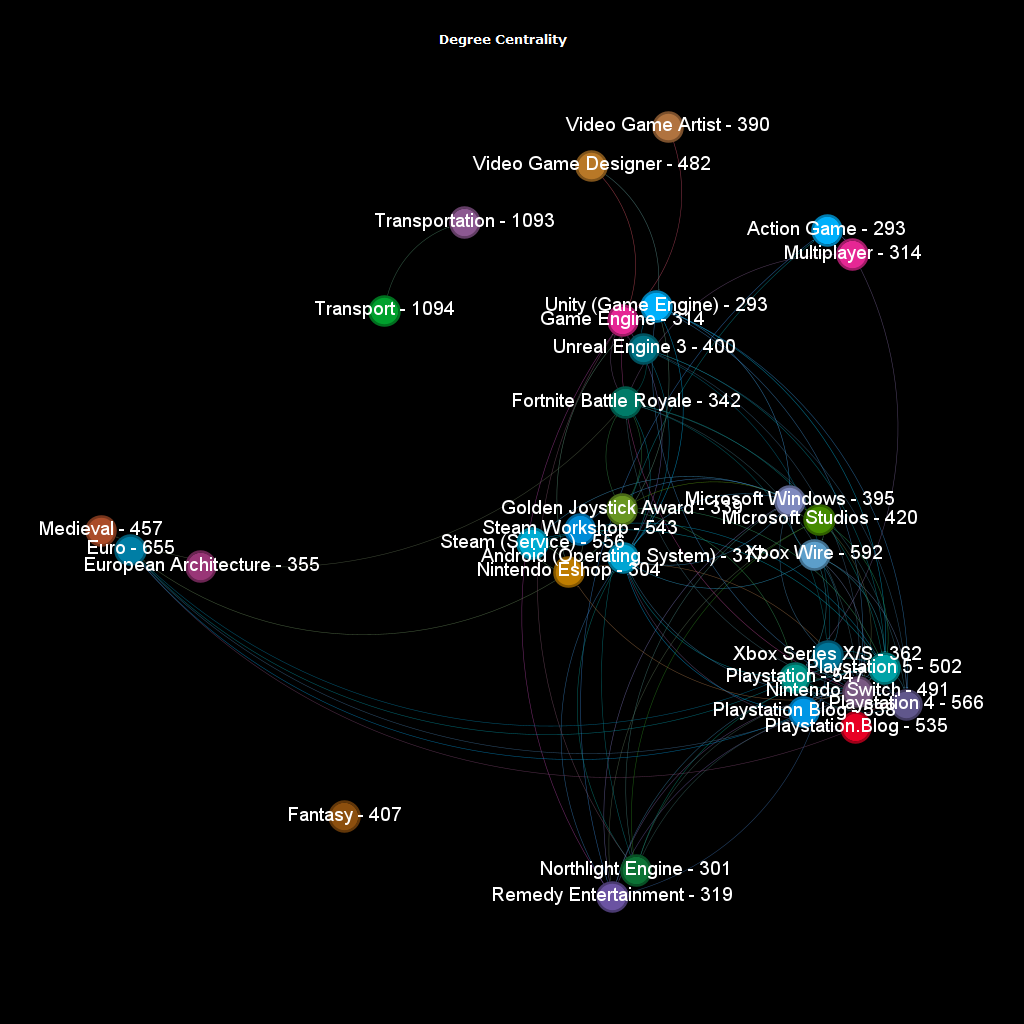 Degree Centrality
Video Game Artist - 390
Video Game Designer - 482
Transportation - 1093
Action Game - 293
Multiplayer - 314
Transport - 1094
Unity (Game Engine) - 293
Game Engine - 314
Unreal Engine 3 - 400
Fortnite Battle Royale - 342
Microsoft Windows - 395
Golden Joystick Award - 339
Microsoft Studios - 420
Medieval - 457
Steam Workshop - 543
Steam (Service) - 556
Euro - 655
Xbox Wire - 592
Android (Operating System) - 317
European Architecture - 355
Nintendo Eshop - 304
Xbox Series X/S - 362
Playstation 5 - 502
Playstation - 547
Nintendo Switch - 491
Playstation 4 - 566
Playstation Blog - 558
Playstation.Blog - 535
Fantasy - 407
Northlight Engine - 301
Remedy Entertainment - 319